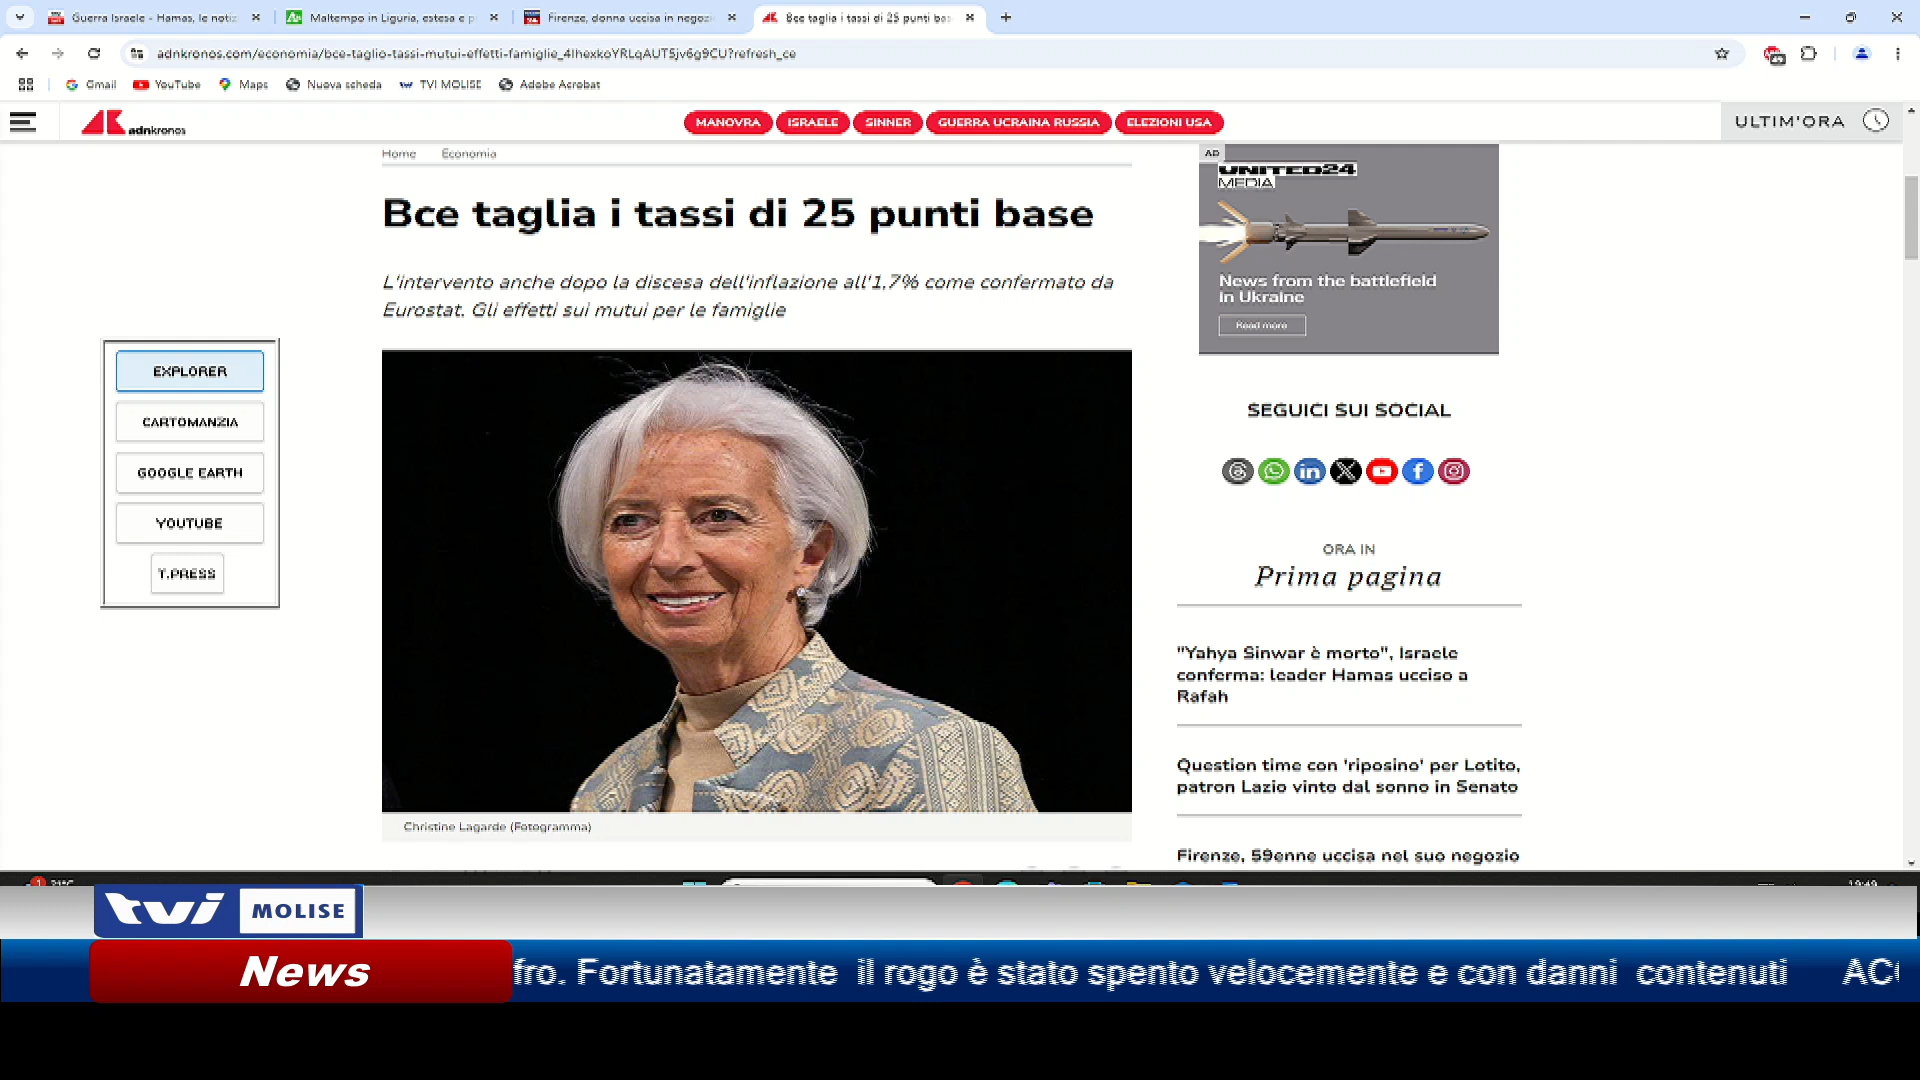 Guerra Israele - Hamas, le notiz
Maltempo in Liguria, estesa e p
Firenze, donna uccisa in negozi
Bce taglia i tassi di 25 punti bas
adnkronos.com/economia/bce-taglio-tassi-mutui-effetti-famiglie_4IhexkoYRLqAUT5jv6g9CU?refresh_ce
Gmail
YouTube
Maps
Nuova scheda
TVI MOLISE
Adobe Acrobat
adnkronos
MANOVRA
ISRAELE
SINNER
GUERRA UCRAINA RUSSIA
ELEZIONI USA
ULTIM'ORA
Home
Economia
Bce taglia i tassi di 25 punti base
L'intervento anche dopo la discesa dell'inflazione all'1,7% come confermato da
Eurostat. Gli effetti sui mutui per le famiglie
EXPLORER
CARTOMANZIA
GOOGLE EARTH
YOUTUBE
T.PRESS
Christine Lagarde (Fotogramma)
AD
UNITED24
MEDIA
News from the battlefield
in Ukraine
Read more
SEGUICI SUI SOCIAL
ORA IN
Prima pagina
"Yahya Sinwar è morto", Israele
conferma: leader Hamas ucciso a
Rafah
Question time con 'riposino' per Lotito,
patron Lazio vinto dal sonno in Senato
Firenze, 59enne uccisa nel suo negozio
19:49
tvi MOLISE
News
fro. Fortunatamente il rogo è stato spento velocemente e con danni contenuti